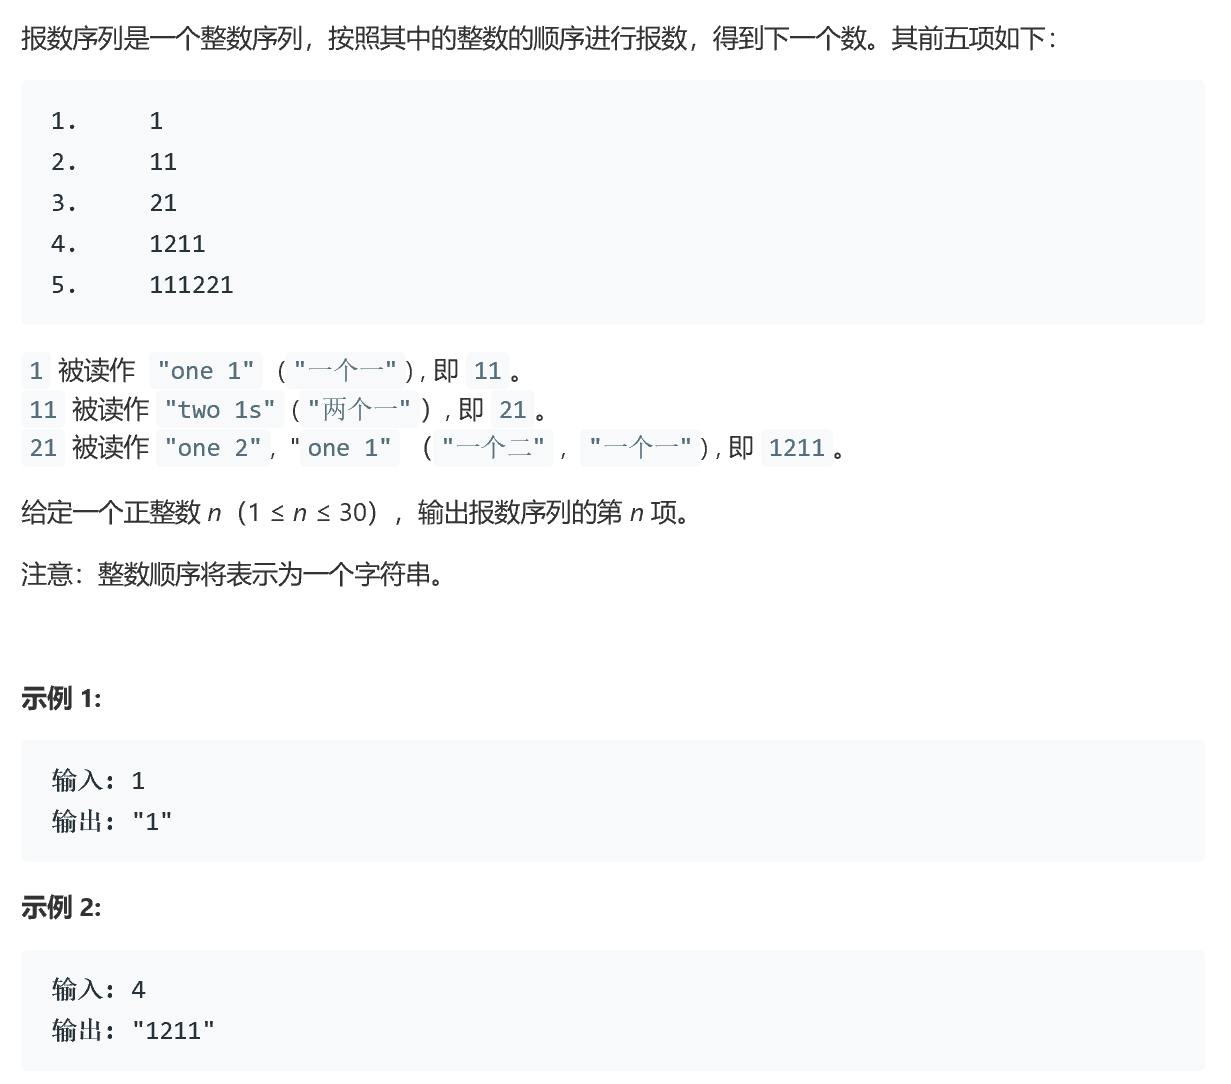 报数序列是一个整数序列，按照其中的整数的顺序进行报数，得到下一个数。其前五项如下：
1.     1
2.     11
3.     21
4.     1211
5.     111221
1 被读作  "one 1"  ("一个一") , 即 11 。
11 被读作 "two 1s" ("两个一") , 即 21 。
21 被读作 "one 2",  "one 1" （"一个二" ,  "一个一") , 即 1211 。
给定一个正整数 n（1 ≤ n ≤ 30），输出报数序列的第 n 项。
注意：整数顺序将表示为一个字符串。
示例 1:
输入: 1
输出: "1"
示例 2:
输入: 4
输出: "1211"